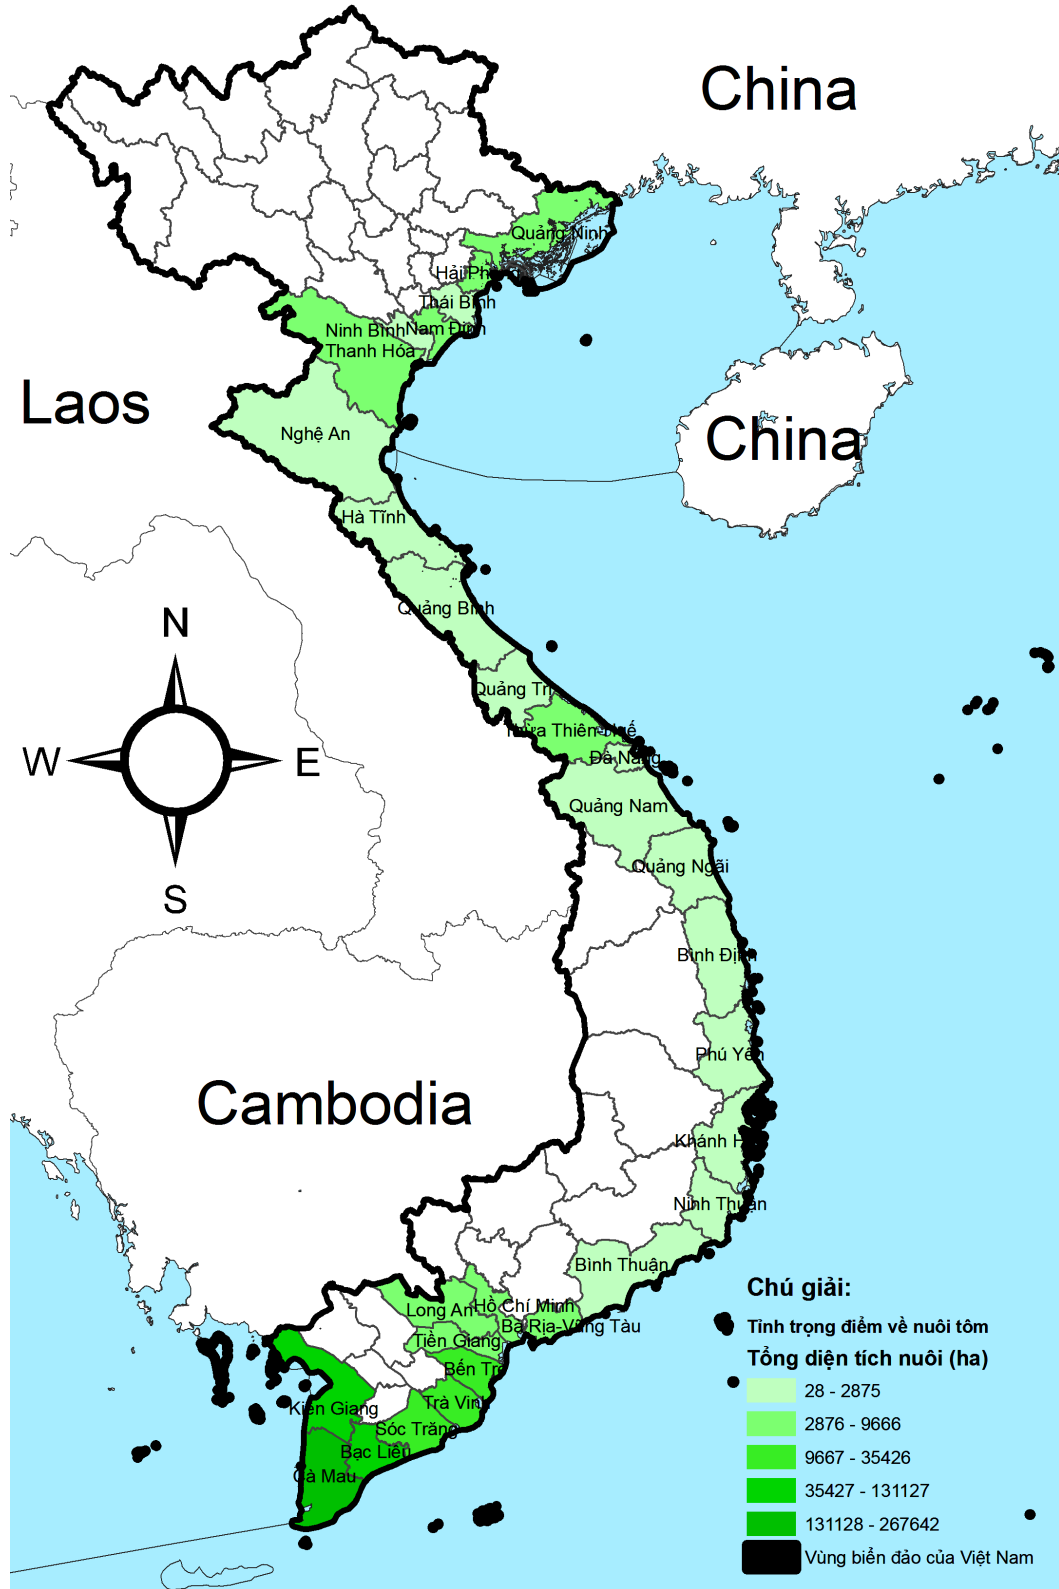 China
Quảng Ninh
Hải Phòng
Thái Bình
Ninh Bình
Nam Định
Thanh Hóa
Laos
China
Nghệ An
Hà Tĩnh
Quảng Bình
N
Quảng Trị
Thừa Thiên-Huế
W
E
Đà Nẵng
Quảng Nam
Quảng Ngãi
S
Bình Định
Phú Yên
Cambodia
Khánh Hòa
Ninh Thuận
Bình Thuận
Chú giải:
Long An
Hồ Chí Minh
Bà Rịa-Vũng Tàu
Tỉnh trọng điểm về nuôi tôm
Tiền Giang
Tổng diện tích nuôi (ha)
Bến Tre
28 - 2875
Trà Vinh
Kiên Giang
2876 - 9666
Sóc Trăng
Bạc Liêu
9667 - 35426
Cà Mau
35427 - 131127
131128 - 267642
Vùng biển đảo của Việt Nam